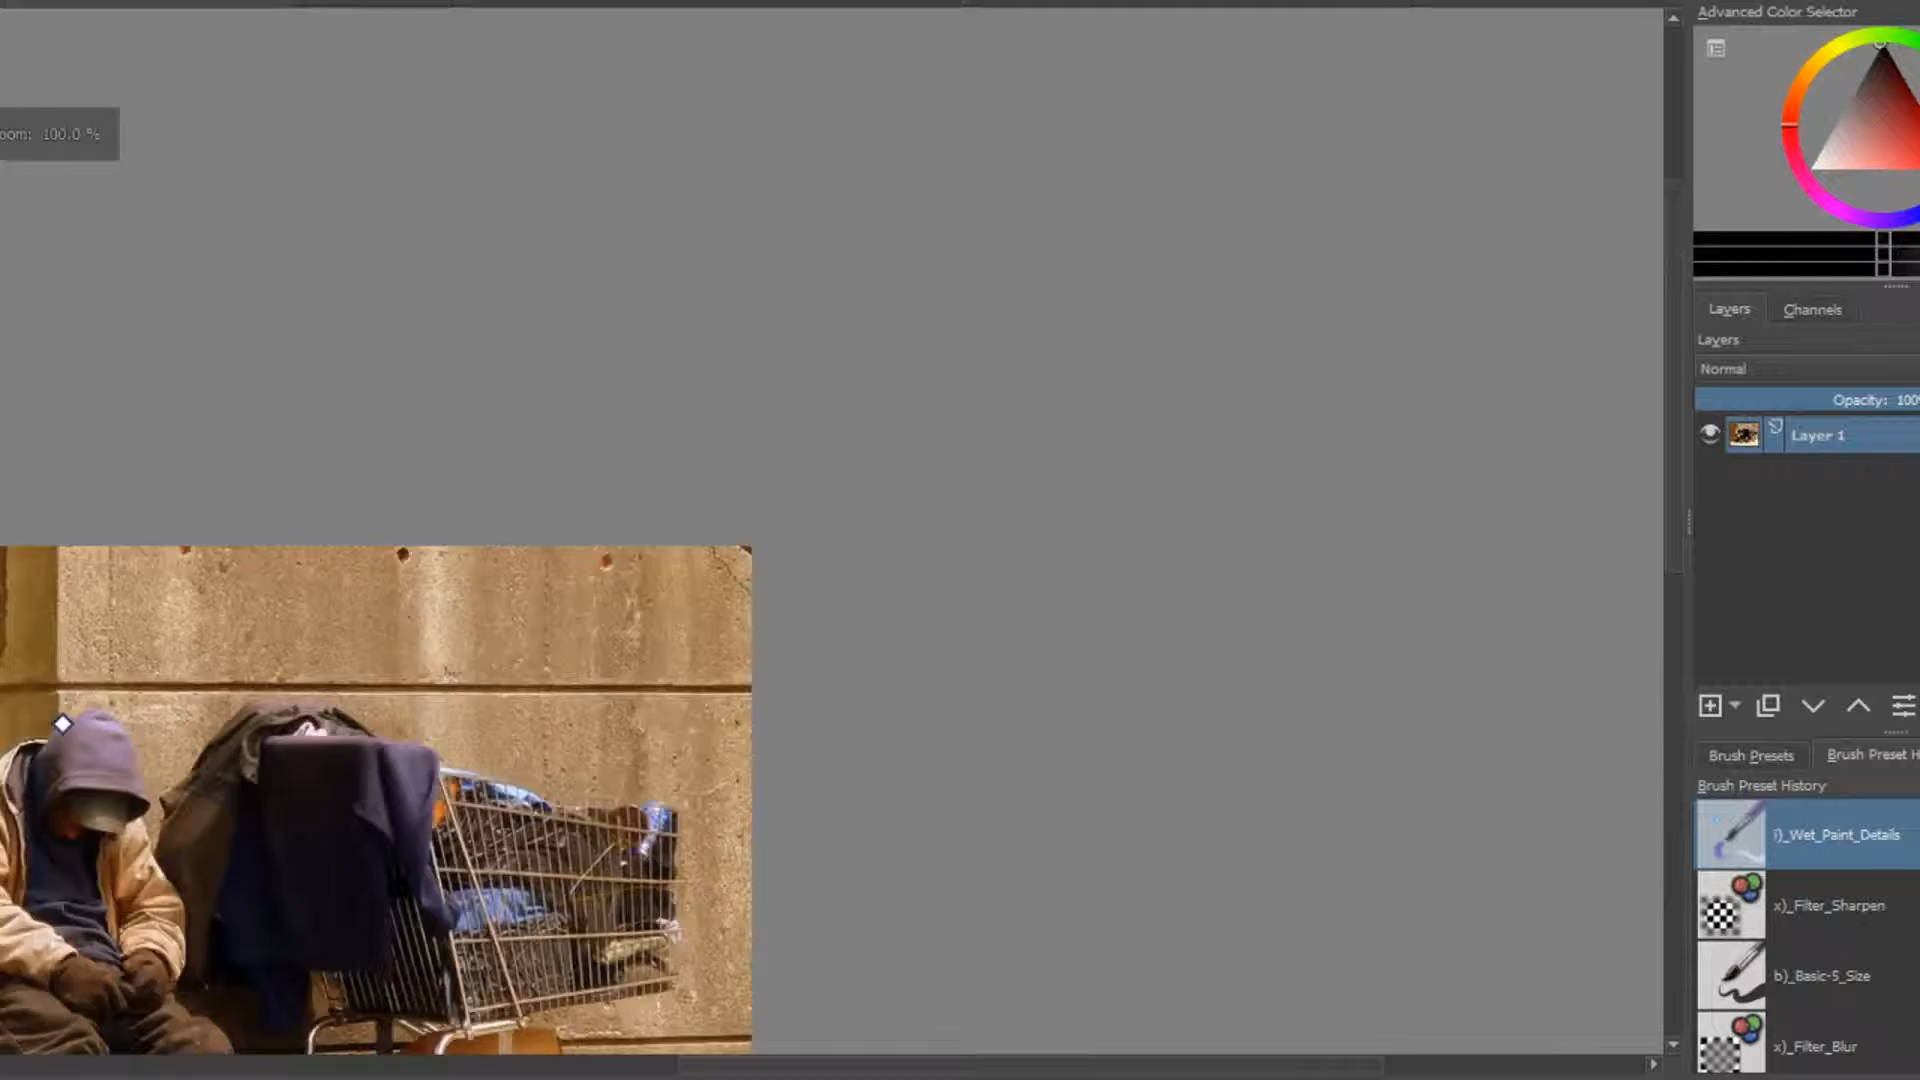 Advanced Color Selector
oom: 100.0 %
Layers
Channels
Layers
Normal
Opacity: 100
Layer 1
Brush Presets
Brush Preset H
Brush Preset History
i)_Wet_Paint_Details
x)_Filter_Sharpen
b)_Basic-5_Size
x)_Filter_Blur